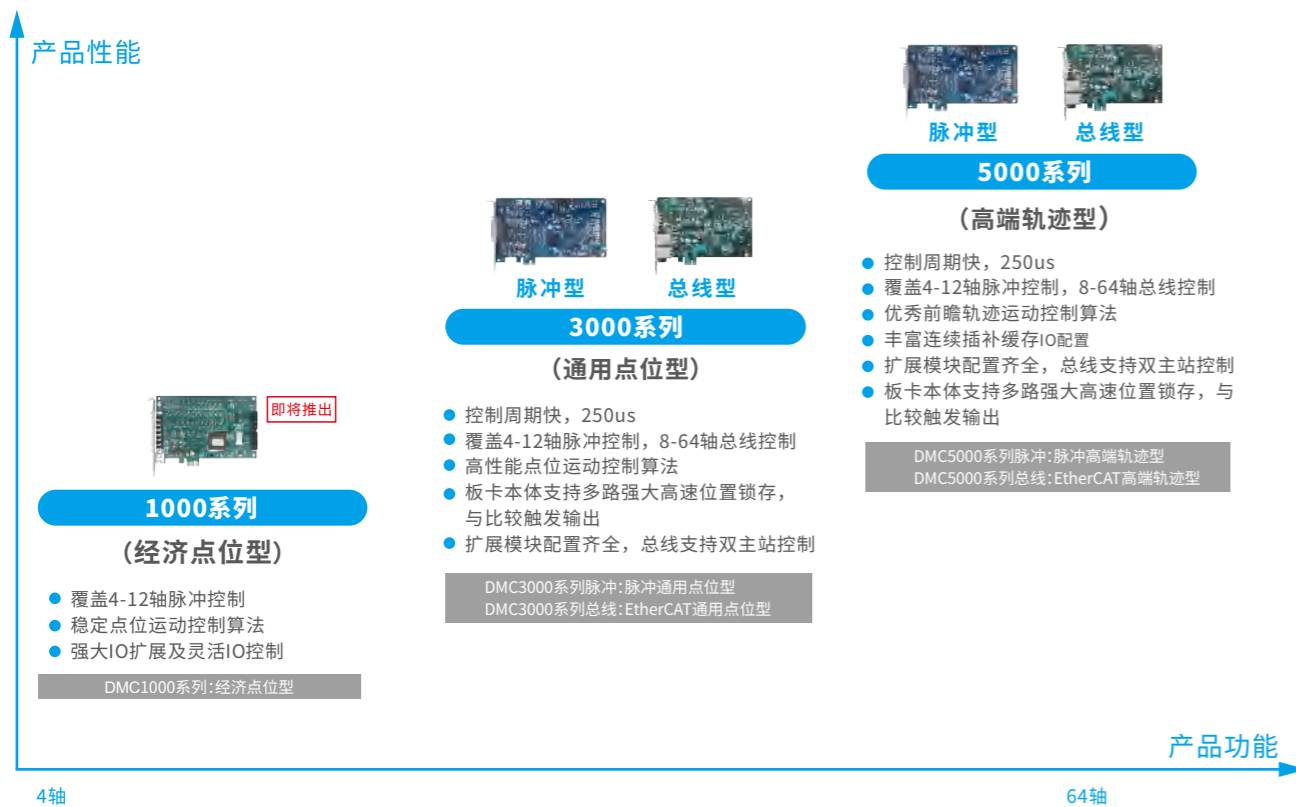 产品性能
脉冲型
总线型
5000系列
（高端轨迹型）
控制周期快，250us
覆盖4-12轴脉冲控制，8-64轴总线控制
优秀前瞻轨迹运动控制算法
丰富连续插补缓存IO配置
扩展模块配置齐全，总线支持双主站控制
板卡本体支持多路强大高速位置锁存，与
比较触发输出
DMC5000系列脉冲：脉冲高端轨迹型
DMC5000系列总线：EtherCAT高端轨迹型
脉冲型
总线型
3000系列
（通用点位型）
控制周期快，250us
覆盖4-12轴脉冲控制，8-64轴总线控制
高性能点位运动控制算法
板卡本体支持多路强大高速位置锁存，
与比较触发输出
扩展模块配置齐全，总线支持双主站控制
DMC3000系列脉冲：脉冲通用点位型
DMC3000系列总线：EtherCAT通用点位型
即将推出
1000系列
（经济点位型）
覆盖4-12轴脉冲控制
稳定点位运动控制算法
强大IO扩展及灵活IO控制
DMC1000系列：经济点位型
产品功能
4轴
64轴